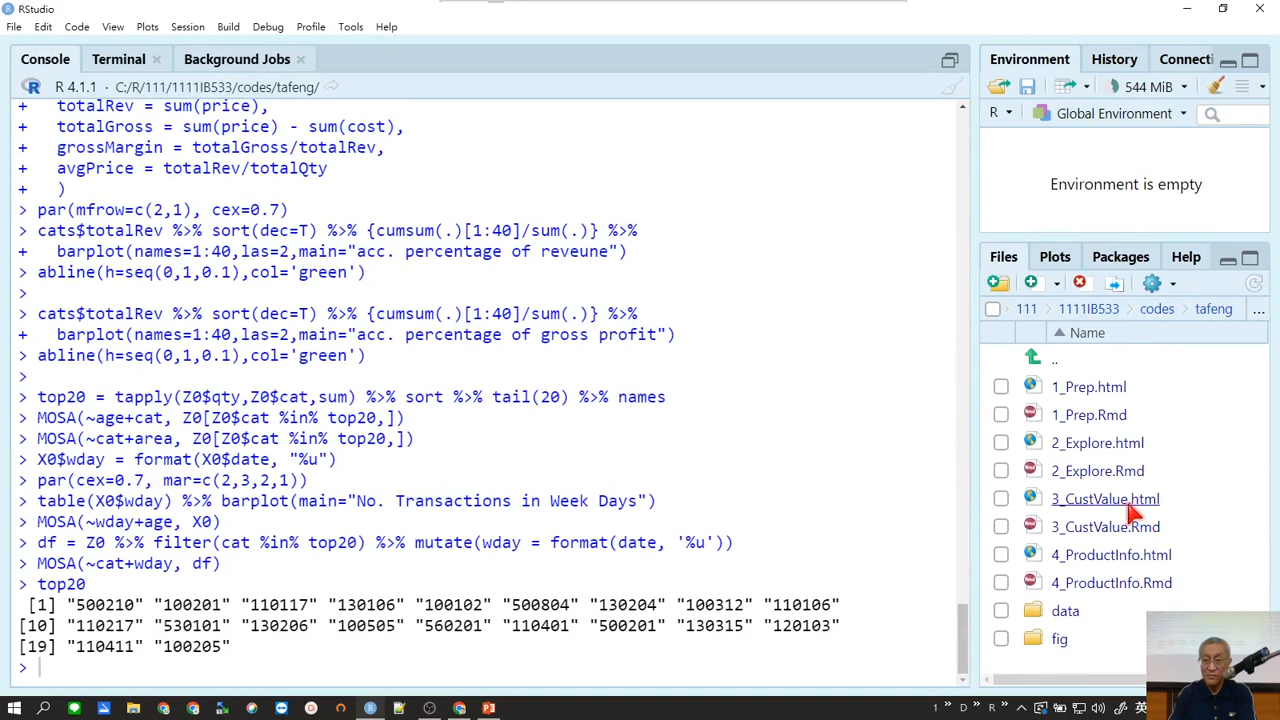 RStudio
File Edit Code View Plots Session Build Debug Profile Tools Help
Console Terminal Background Jobs
R 4.1.1 · C:/R/111/1111IB533/codes/tafeng/
+   totalRev = sum(price),
+   totalGross = sum(price) - sum(cost),
+   grossMargin = totalGross/totalRev,
+   avgPrice = totalRev/totalQty
+   )
> par(mfrow=c(2,1), cex=0.7)
> cats$totalRev %>% sort(dec=T) %>% {cumsum(.)[1:40]/sum(.)} %>%
+   barplot(names=1:40,las=2,main="acc. percentage of reveune")
> abline(h=seq(0,1,0.1),col='green')
>
> cats$totalRev %>% sort(dec=T) %>% {cumsum(.)[1:40]/sum(.)} %>%
+   barplot(names=1:40,las=2,main="acc. percentage of gross profit")
> abline(h=seq(0,1,0.1),col='green')
>
> top20 = tapply(Z0$qty,Z0$cat,sum) %>% sort %>% tail(20) %>% names
> MOSA(~age+cat, Z0[Z0$cat %in% top20,])
> MOSA(~cat+area, Z0[Z0$cat %in% top20,])
> X0$wday = format(X0$date, "%u")
> par(cex=0.7, mar=c(2,3,2,1))
> table(X0$wday) %>% barplot(main="No. Transactions in Week Days")
> MOSA(~wday+age, X0)
> df = Z0 %>% filter(cat %in% top20) %>% mutate(wday = format(date, '%u'))
> MOSA(~cat+wday, df)
> top20
[1] "500210" "100201" "110117" "130106" "100102" "500804" "130204" "100312" "110106"
[10] "110217" "530101" "130206" "100505" "560201" "110401" "500201" "130315" "120103"
[19] "110411" "100205"
>
Environment History Connecti
544 MiB
R Global Environment
Environment is empty
Files Plots Packages Help
111 1111IB533 codes tafeng ...
Name
..
1_Prep.html
1_Prep.Rmd
2_Explore.html
2_Explore.Rmd
3_CustValue.html
3_CustValue.Rmd
4_ProductInfo.html
4_ProductInfo.Rmd
data
fig
1 » D » R » 英